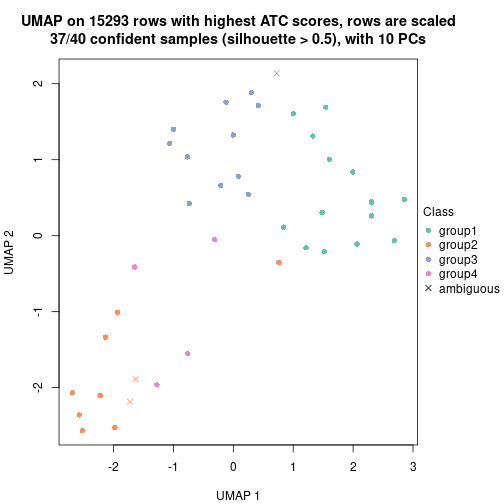 UMAP on 15293 rows with highest ATC scores, rows are scaled
37/40 confident samples (silhouette > 0.5), with 10 PCs
2
1
0
-1
-2
UMAP 2
-2
-1
0
1
2
3
UMAP 1
Class
group1
group2
group3
group4
ambiguous